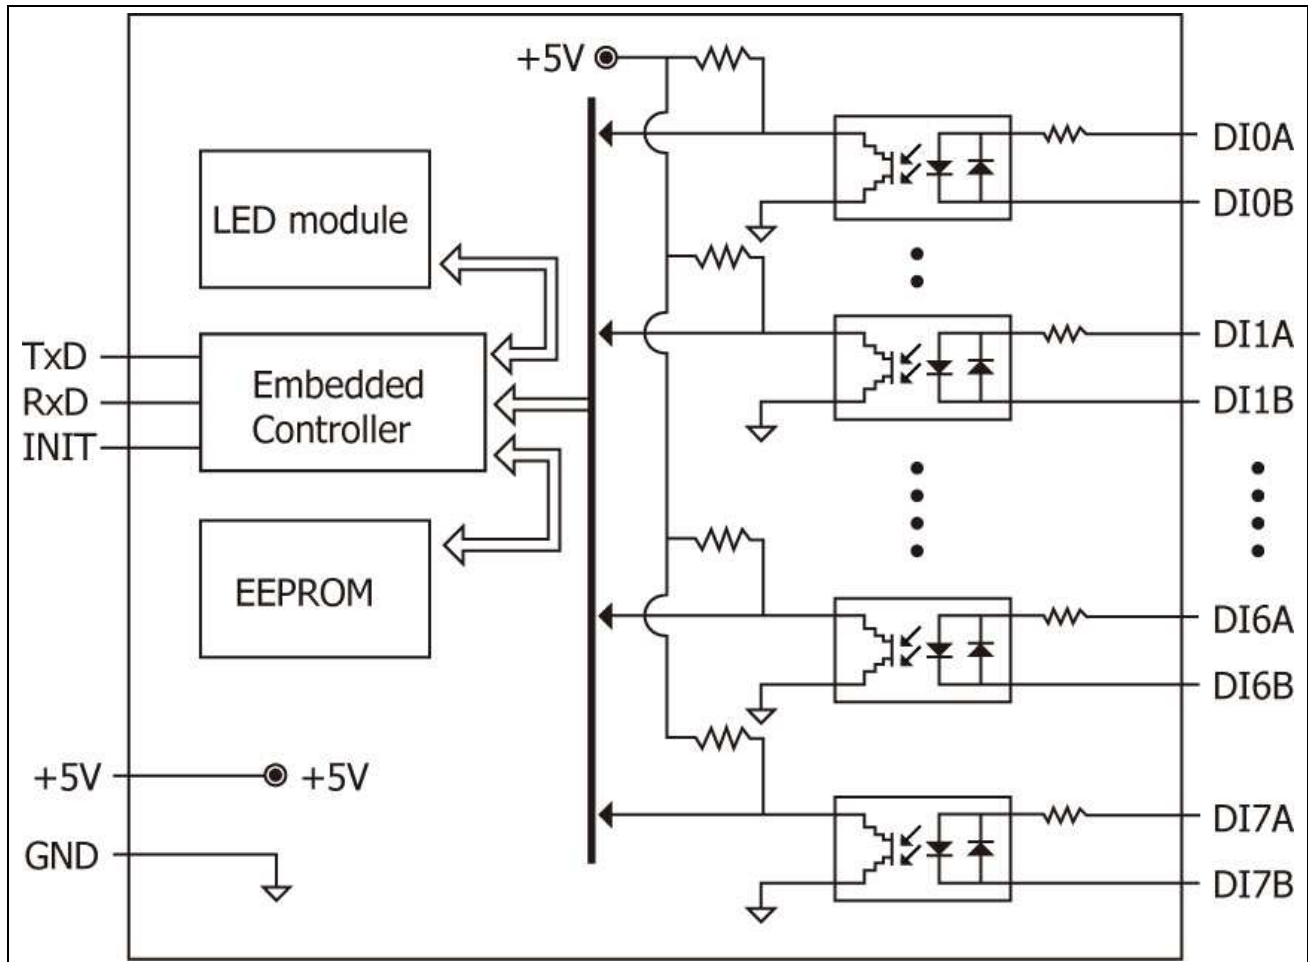 +5V
DI0A
LED module
DI0B
DI1A
TxD
Embedded
Controller
RxD
DI1B
INIT
EEPROM
DI6A
DI6B
+5V
+5V
DI7A
GND
DI7B